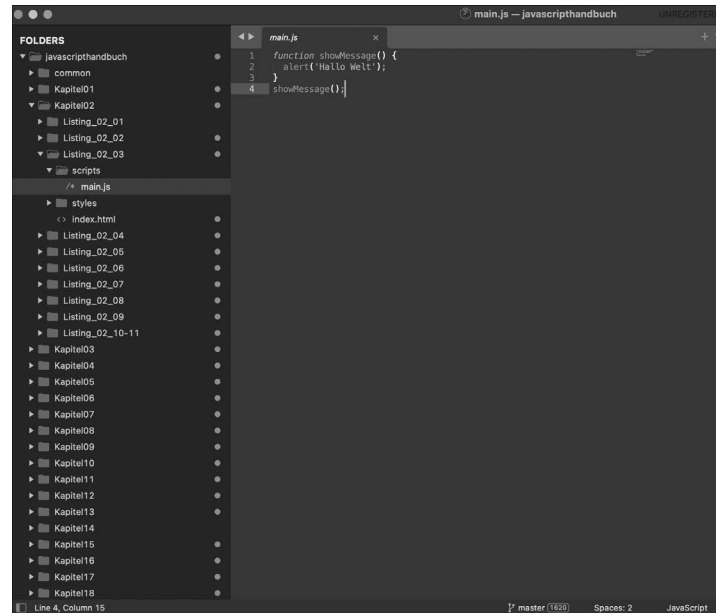 main.js — javascripthandbuch
UNREGISTER
FOLDERS
javascripthandbuch
common
Kapitel01
Kapitel02
Listing_02_01
Listing_02_02
Listing_02_03
scripts
/* main.js
styles
<> index.html
Listing_02_04
Listing_02_05
Listing_02_06
Listing_02_07
Listing_02_08
Listing_02_09
Listing_02_10-11
Kapitel03
Kapitel04
Kapitel05
Kapitel06
Kapitel07
Kapitel08
Kapitel09
Kapitel10
Kapitel11
Kapitel12
Kapitel13
Kapitel14
Kapitel15
Kapitel16
Kapitel17
Kapitel18
main.js ×
1 function showMessage() {
2 alert('Hallo Welt');
3 }
4 showMessage();
Line 4, Column 15
master 1620
Spaces: 2
JavaScript